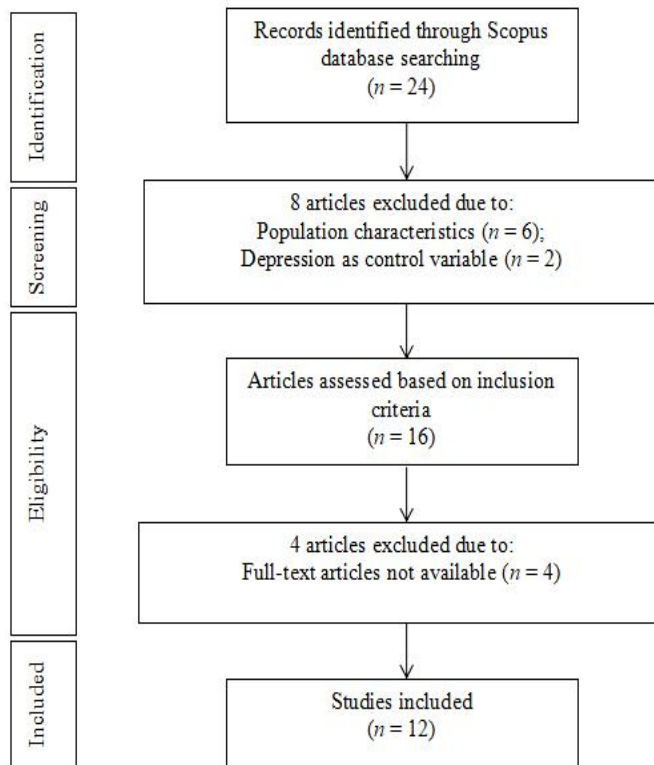 Identification
Records identified through Scopus
database searching
(n = 24)
Screening
8 articles excluded due to:
Population characteristics (n = 6);
Depression as control variable (n = 2)
Eligibility
Articles assessed based on inclusion
criteria
(n = 16)
4 articles excluded due to:
Full-text articles not available (n = 4)
Included
Studies included
(n = 12)